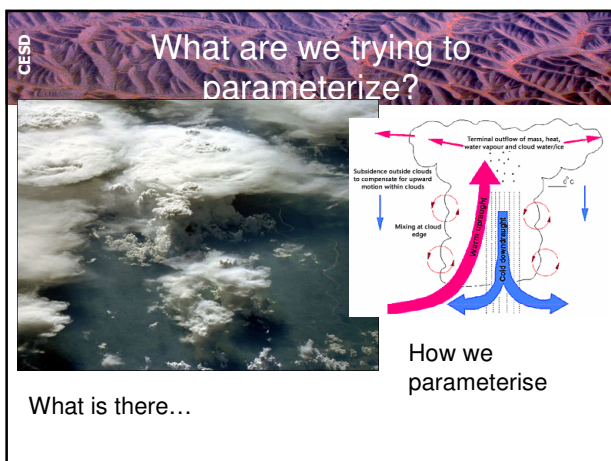 CESD
What are we trying to
parameterize?
Terminal outflow of mass, heat,
water vapour and cloud water/ice
Subsidence outside clouds
to compensate for upward
motion within clouds
0°C
Mixing at cloud
edge
Warm updraught
Cold downdraught
How we
parameterise
What is there…